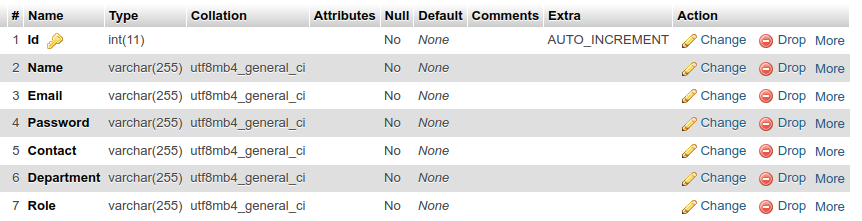 # Name Type Collation Attributes Null Default Comments Extra Action
1 Id int(11) No None AUTO_INCREMENT Change Drop More
2 Name varchar(255) utf8mb4_general_ci No None Change Drop More
3 Email varchar(255) utf8mb4_general_ci No None Change Drop More
4 Password varchar(255) utf8mb4_general_ci No None Change Drop More
5 Contact varchar(255) utf8mb4_general_ci No None Change Drop More
6 Department varchar(255) utf8mb4_general_ci No None Change Drop More
7 Role varchar(255) utf8mb4_general_ci No None Change Drop More